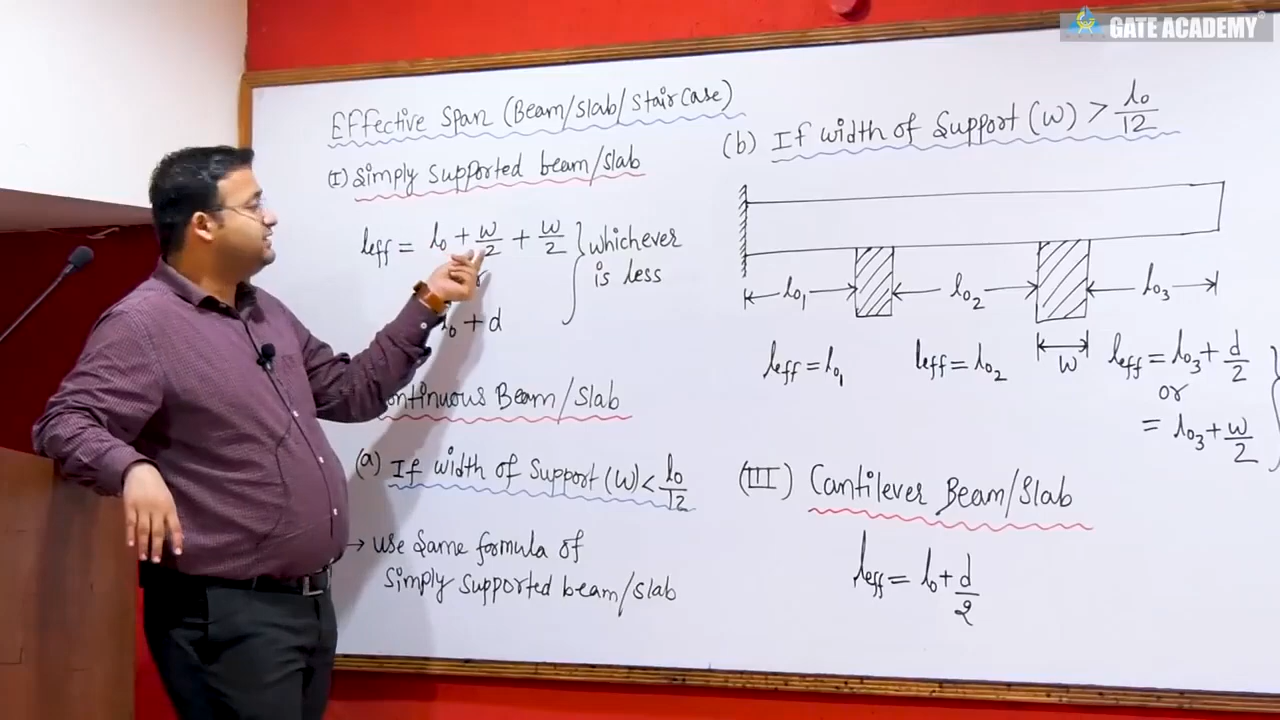 GATE ACADEMY
Effective Span (Beam/Slab/Staircase)
(I) Simply supported beam/slab
leff = lo + w/2 + w/2
lo + d
whichever
is less
Continuous Beam/Slab
(a) If width of Support (W) < lo/12
→ use same formula of
Simply supported beam/slab
(b) If width of Support (W) > lo/12
lo1
lo2
lo3
W
leff = lo1
leff = lo2
leff = lo3 + d/2
or
= lo3 + w/2
(III) Cantilever Beam/Slab
leff = lo + d/2